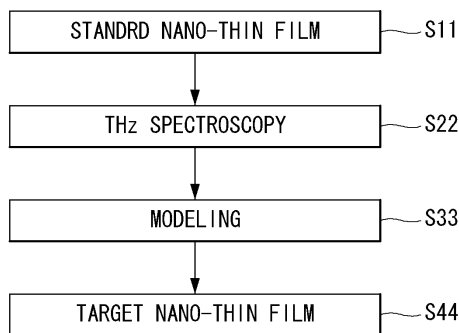 STANDRD NANO-THIN FILM S11
THz SPECTROSCOPY S22
MODELING S33
TARGET NANO-THIN FILM S44